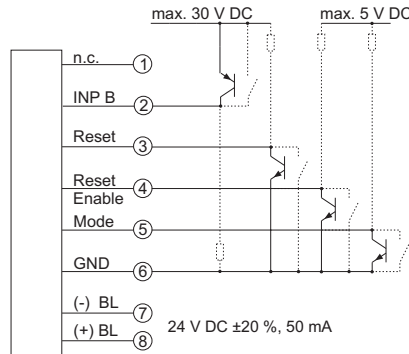 max. 30 V DC
max. 5 V DC
n.c.
1
INP B
2
Reset
3
Reset
Enable
4
Mode
5
GND
6
(-) BL
7
24 V DC ±20 %, 50 mA
(+) BL
8